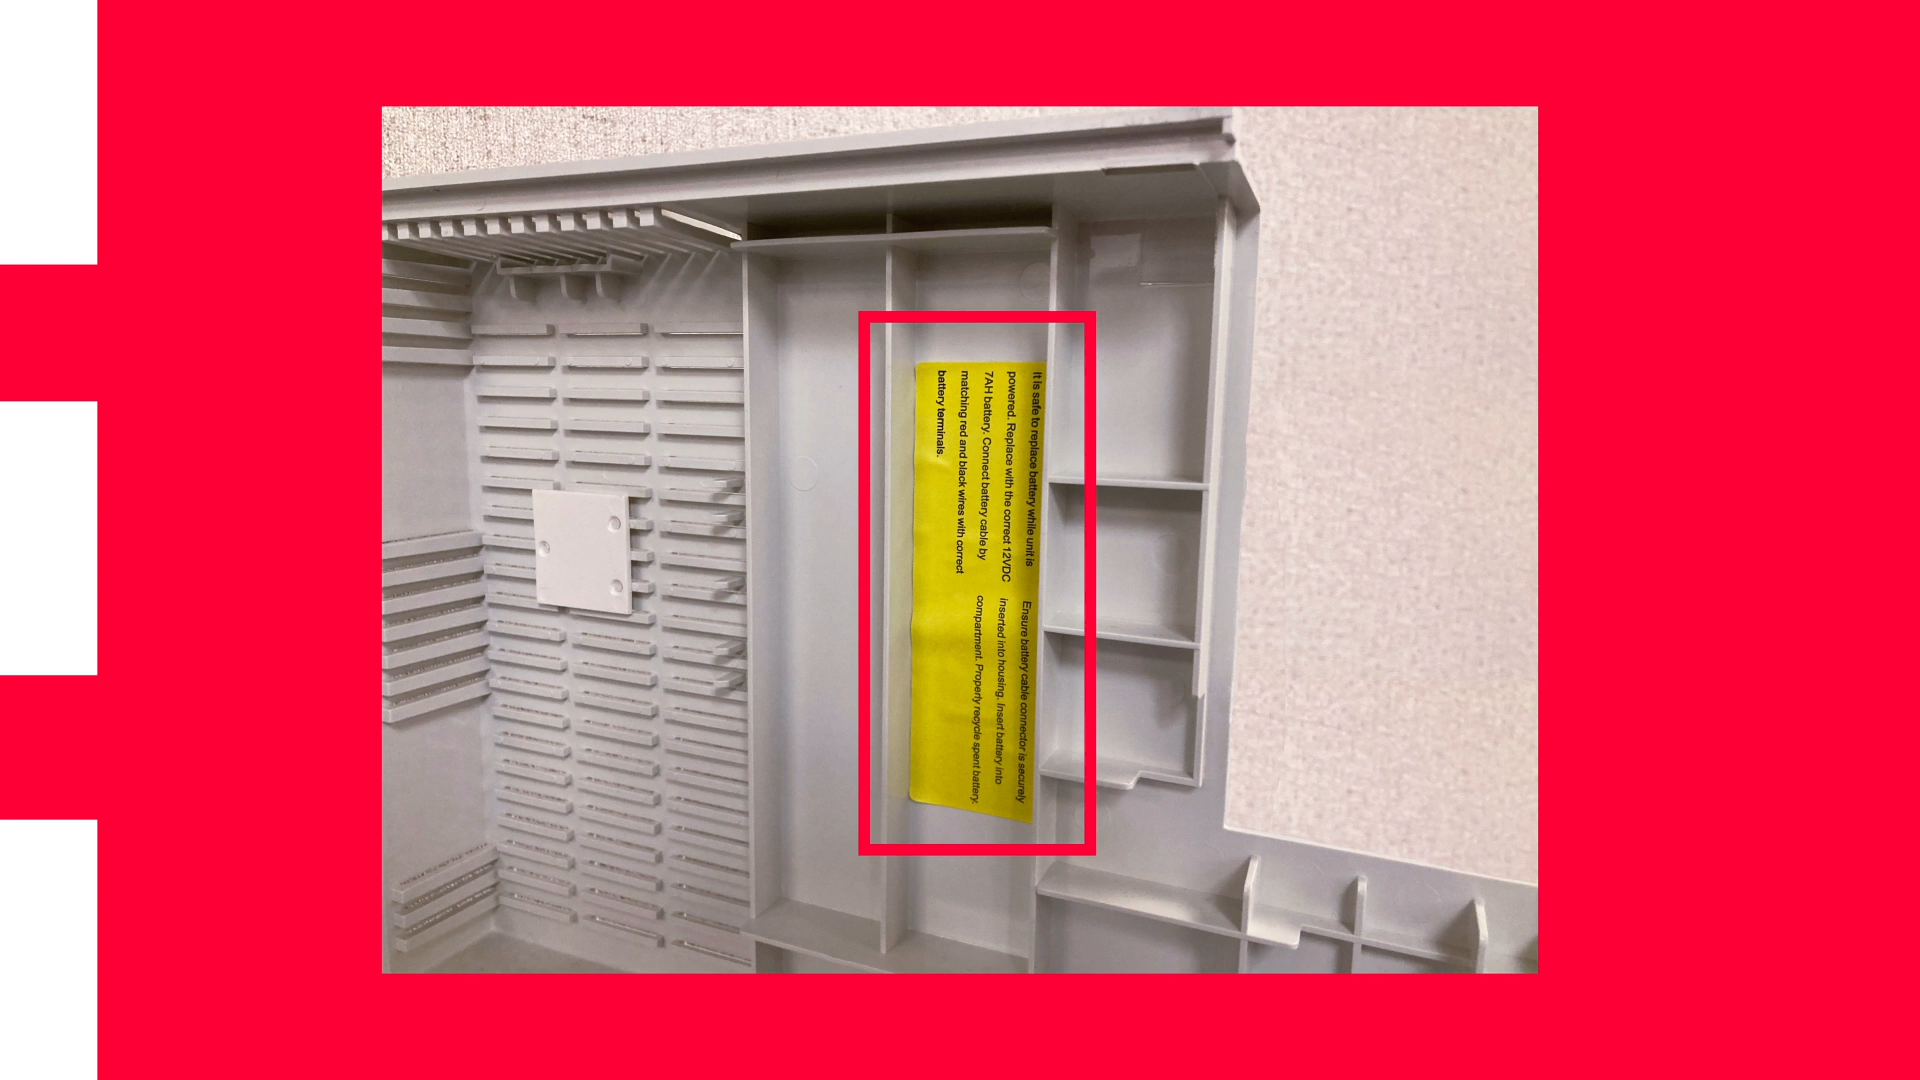 It is safe to replace battery while unit is
powered. Replace with the correct 12VDC
7AH battery. Connect battery cable by
matching red and black wires with correct
battery terminals.
Ensure battery cable connector is securely
inserted into housing. Insert battery into
compartment. Properly recycle spent battery.